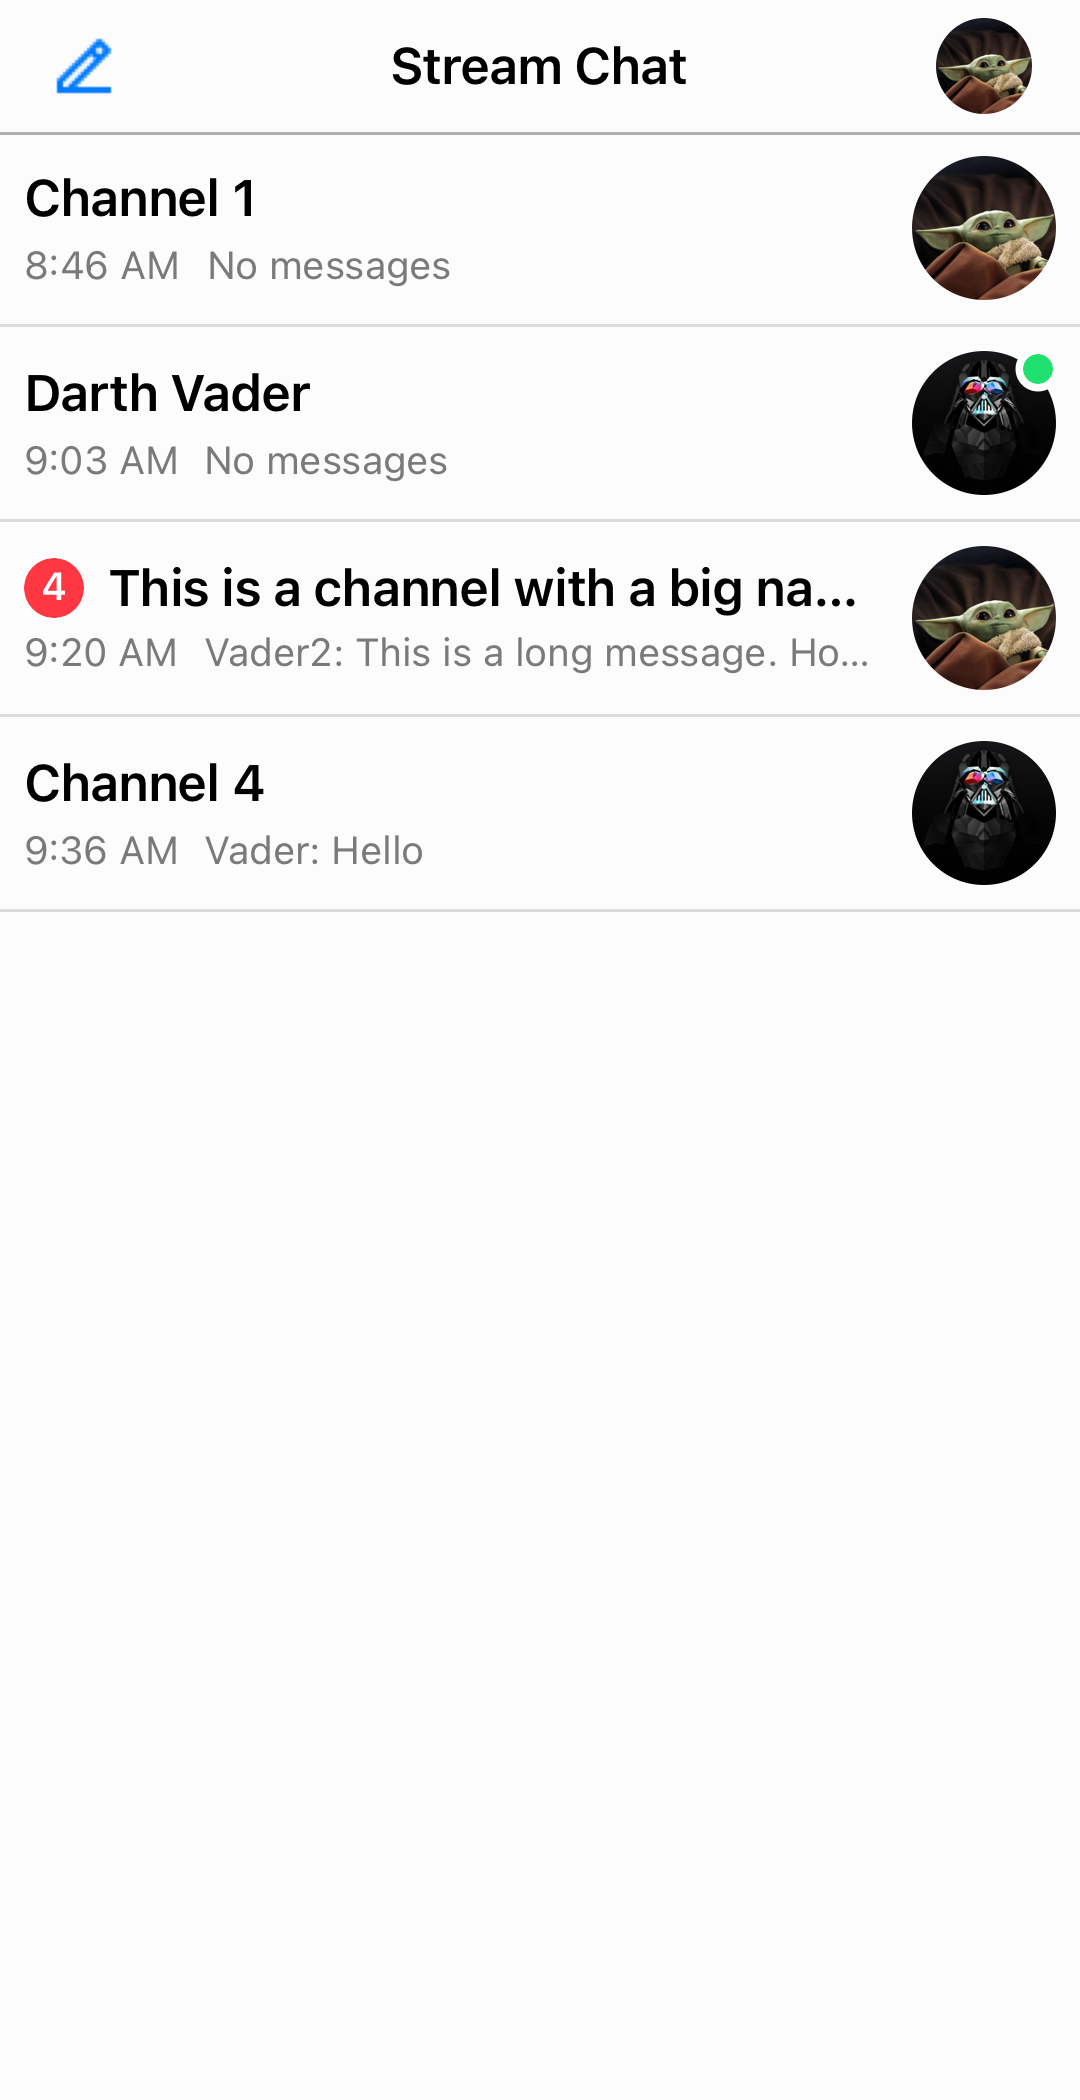 Stream Chat
Channel 1
8:46 AM No messages
Darth Vader
9:03 AM No messages
4 This is a channel with a big na...
9:20 AM Vader2: This is a long message. Ho...
Channel 4
9:36 AM Vader: Hello